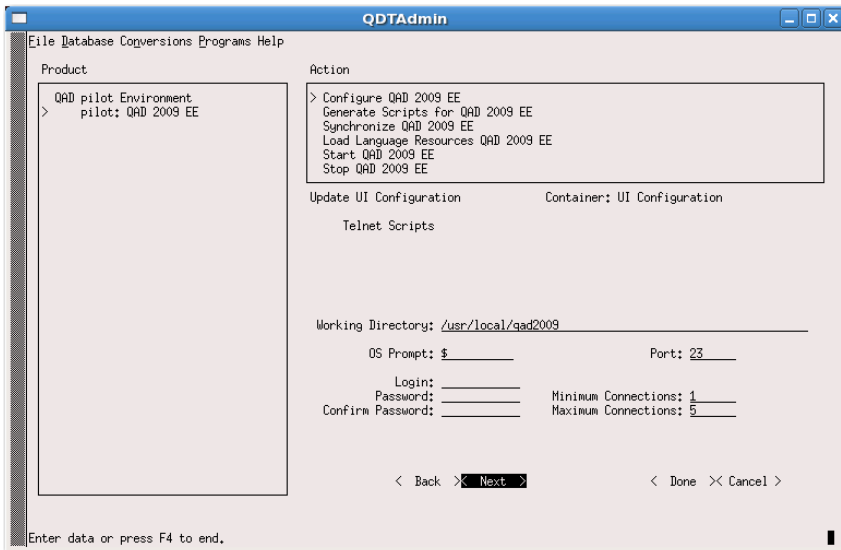 QDTAdmin
File Database Conversions Programs Help
Product
QAD pilot Environment
> pilot: QAD 2009 EE
Action
> Configure QAD 2009 EE
Generate Scripts for QAD 2009 EE
Synchronize QAD 2009 EE
Load Language Resources QAD 2009 EE
Start QAD 2009 EE
Stop QAD 2009 EE
Update UI Configuration Container: UI Configuration
Telnet Scripts
Working Directory: /usr/local/qad2009
OS Prompt: $ Port: 23
Login:
Password: Minimum Connections: 1
Confirm Password: Maximum Connections: 5
< Back >< Next > < Done >< Cancel >
Enter data or press F4 to end.